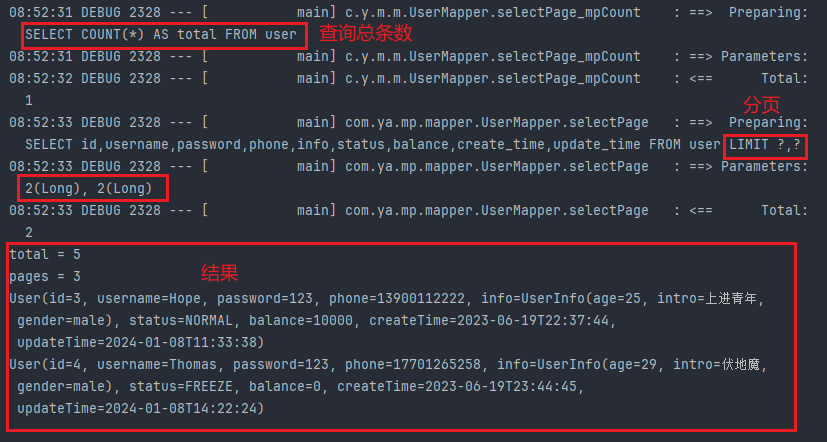 08:52:31 DEBUG 2328 --- [           main] c.y.m.m.UserMapper.selectPage_mpCount    : ==>  Preparing:
SELECT COUNT(*) AS total FROM user 查询总条数
08:52:31 DEBUG 2328 --- [           main] c.y.m.m.UserMapper.selectPage_mpCount    : ==> Parameters:
08:52:32 DEBUG 2328 --- [           main] c.y.m.m.UserMapper.selectPage_mpCount    : <==      Total:
1
分页
08:52:33 DEBUG 2328 --- [           main] com.ya.mp.mapper.UserMapper.selectPage   : ==>  Preparing:
SELECT id,username,password,phone,info,status,balance,create_time,update_time FROM user LIMIT ?,?
08:52:33 DEBUG 2328 --- [           main] com.ya.mp.mapper.UserMapper.selectPage   : ==> Parameters:
2(Long), 2(Long)
08:52:33 DEBUG 2328 --- [           main] com.ya.mp.mapper.UserMapper.selectPage   : <==      Total:
2
total = 5
pages = 3 结果
User(id=3, username=Hope, password=123, phone=13900112222, info=UserInfo(age=25, intro=上进青年,
gender=male), status=NORMAL, balance=10000, createTime=2023-06-19T22:37:44,
updateTime=2024-01-08T11:33:38)
User(id=4, username=Thomas, password=123, phone=17701265258, info=UserInfo(age=29, intro=伏地魔,
gender=male), status=FREEZE, balance=0, createTime=2023-06-19T23:44:45,
updateTime=2024-01-08T14:22:24)